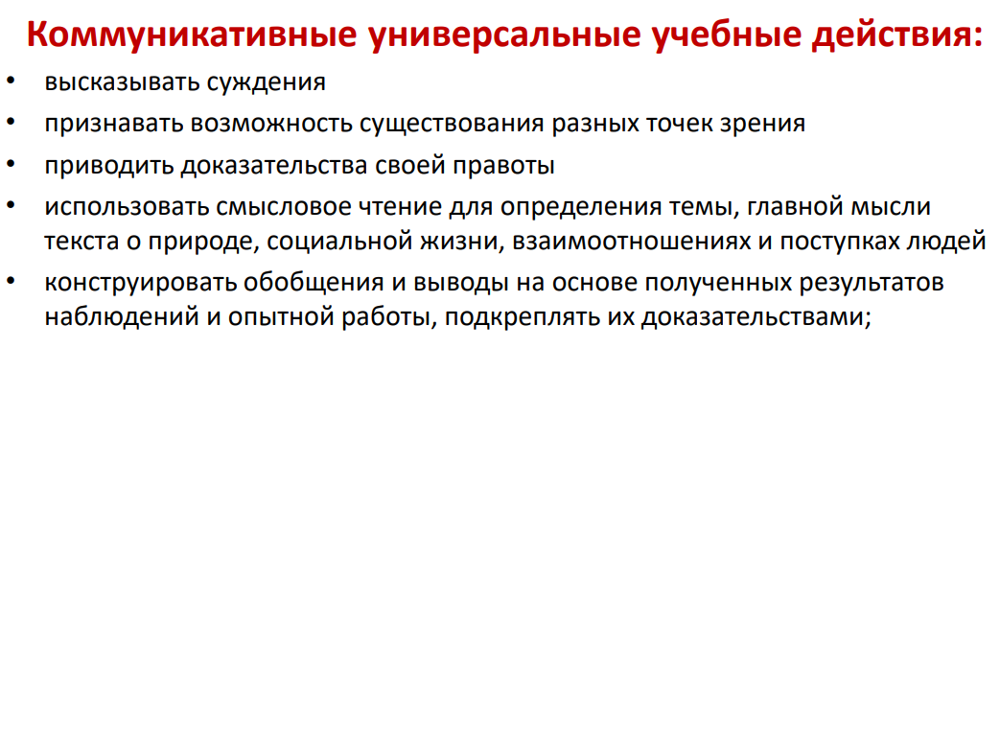 Коммуникативные универсальные учебные действия:
• высказывать суждения
• признавать возможность существования разных точек зрения
• приводить доказательства своей правоты
• использовать смысловое чтение для определения темы, главной мысли
текста о природе, социальной жизни, взаимоотношениях и поступках людей
• конструировать обобщения и выводы на основе полученных результатов
наблюдений и опытной работы, подкреплять их доказательствами;